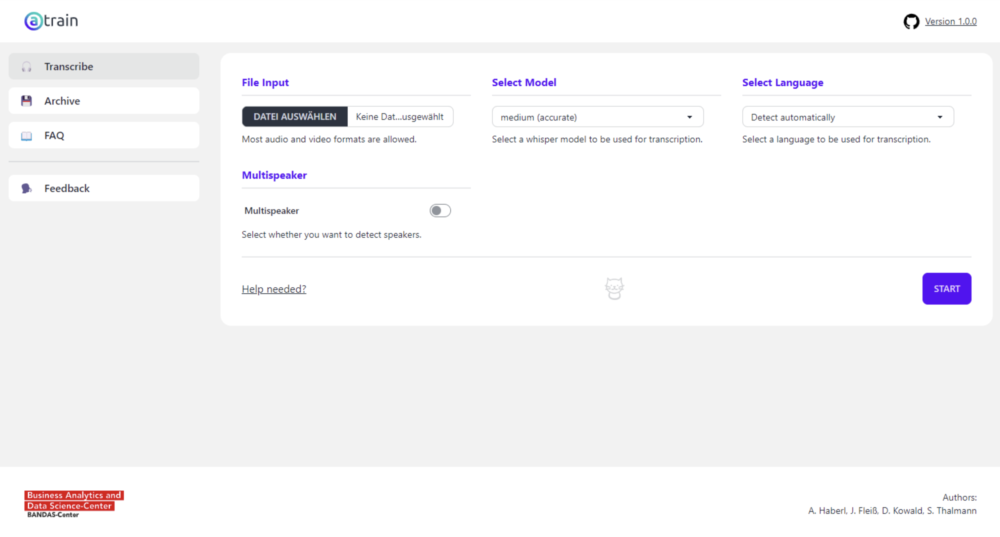 @train
Version 1.0.0
Transcribe
Archive
FAQ
Feedback
File Input
DATEI AUSWÄHLEN Keine Dat...usgewählt
Most audio and video formats are allowed.
Select Model
medium (accurate)
Select a whisper model to be used for transcription.
Select Language
Detect automatically
Select a language to be used for transcription.
Multispeaker
Multispeaker
Select whether you want to detect speakers.
Help needed?
START
Business Analytics and
Data Science-Center
BANDAS-Center
Authors:
A. Haberl, J. Fleiß, D. Kowald, S. Thalmann